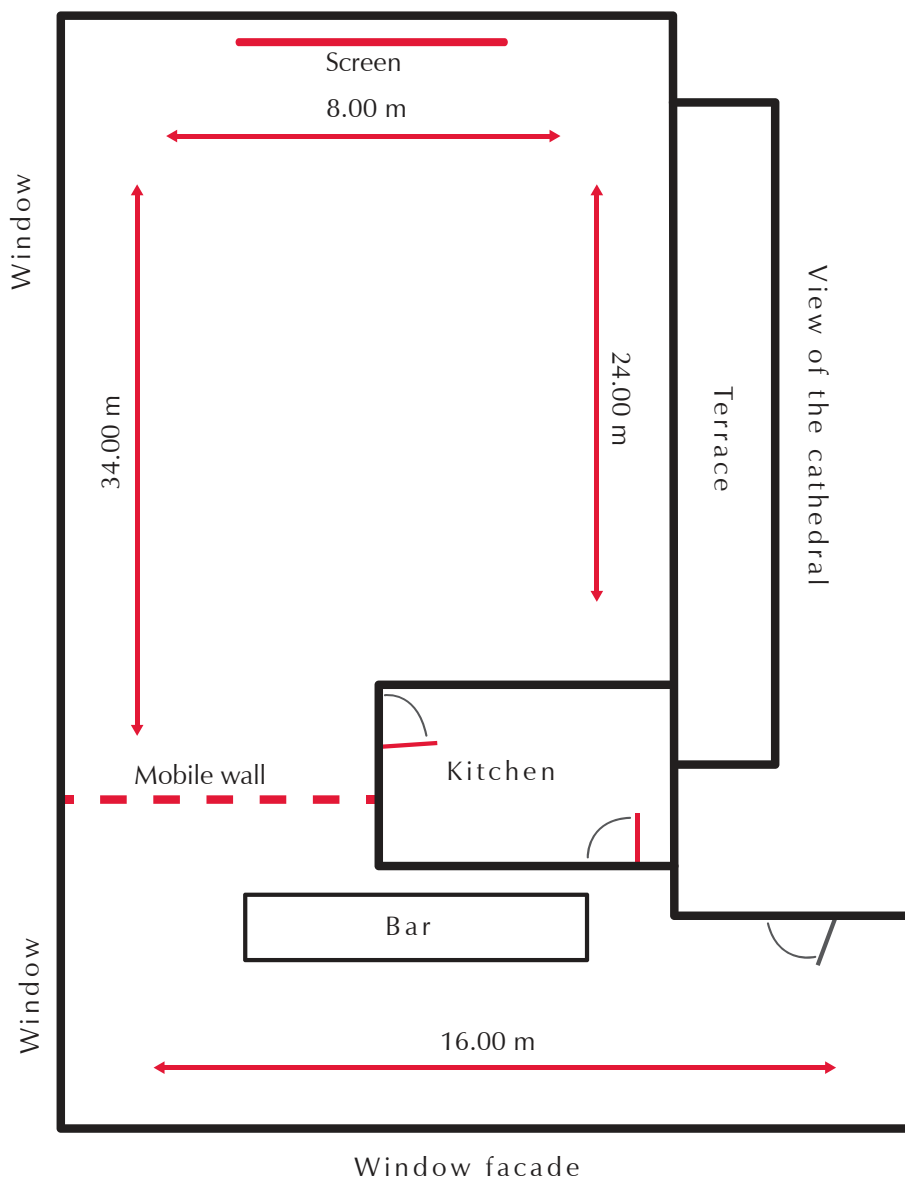 Screen
8.00 m
Window
34.00 m
24.00 m
Terrace
View of the cathedral
Mobile wall
Kitchen
Bar
Window
16.00 m
Window facade